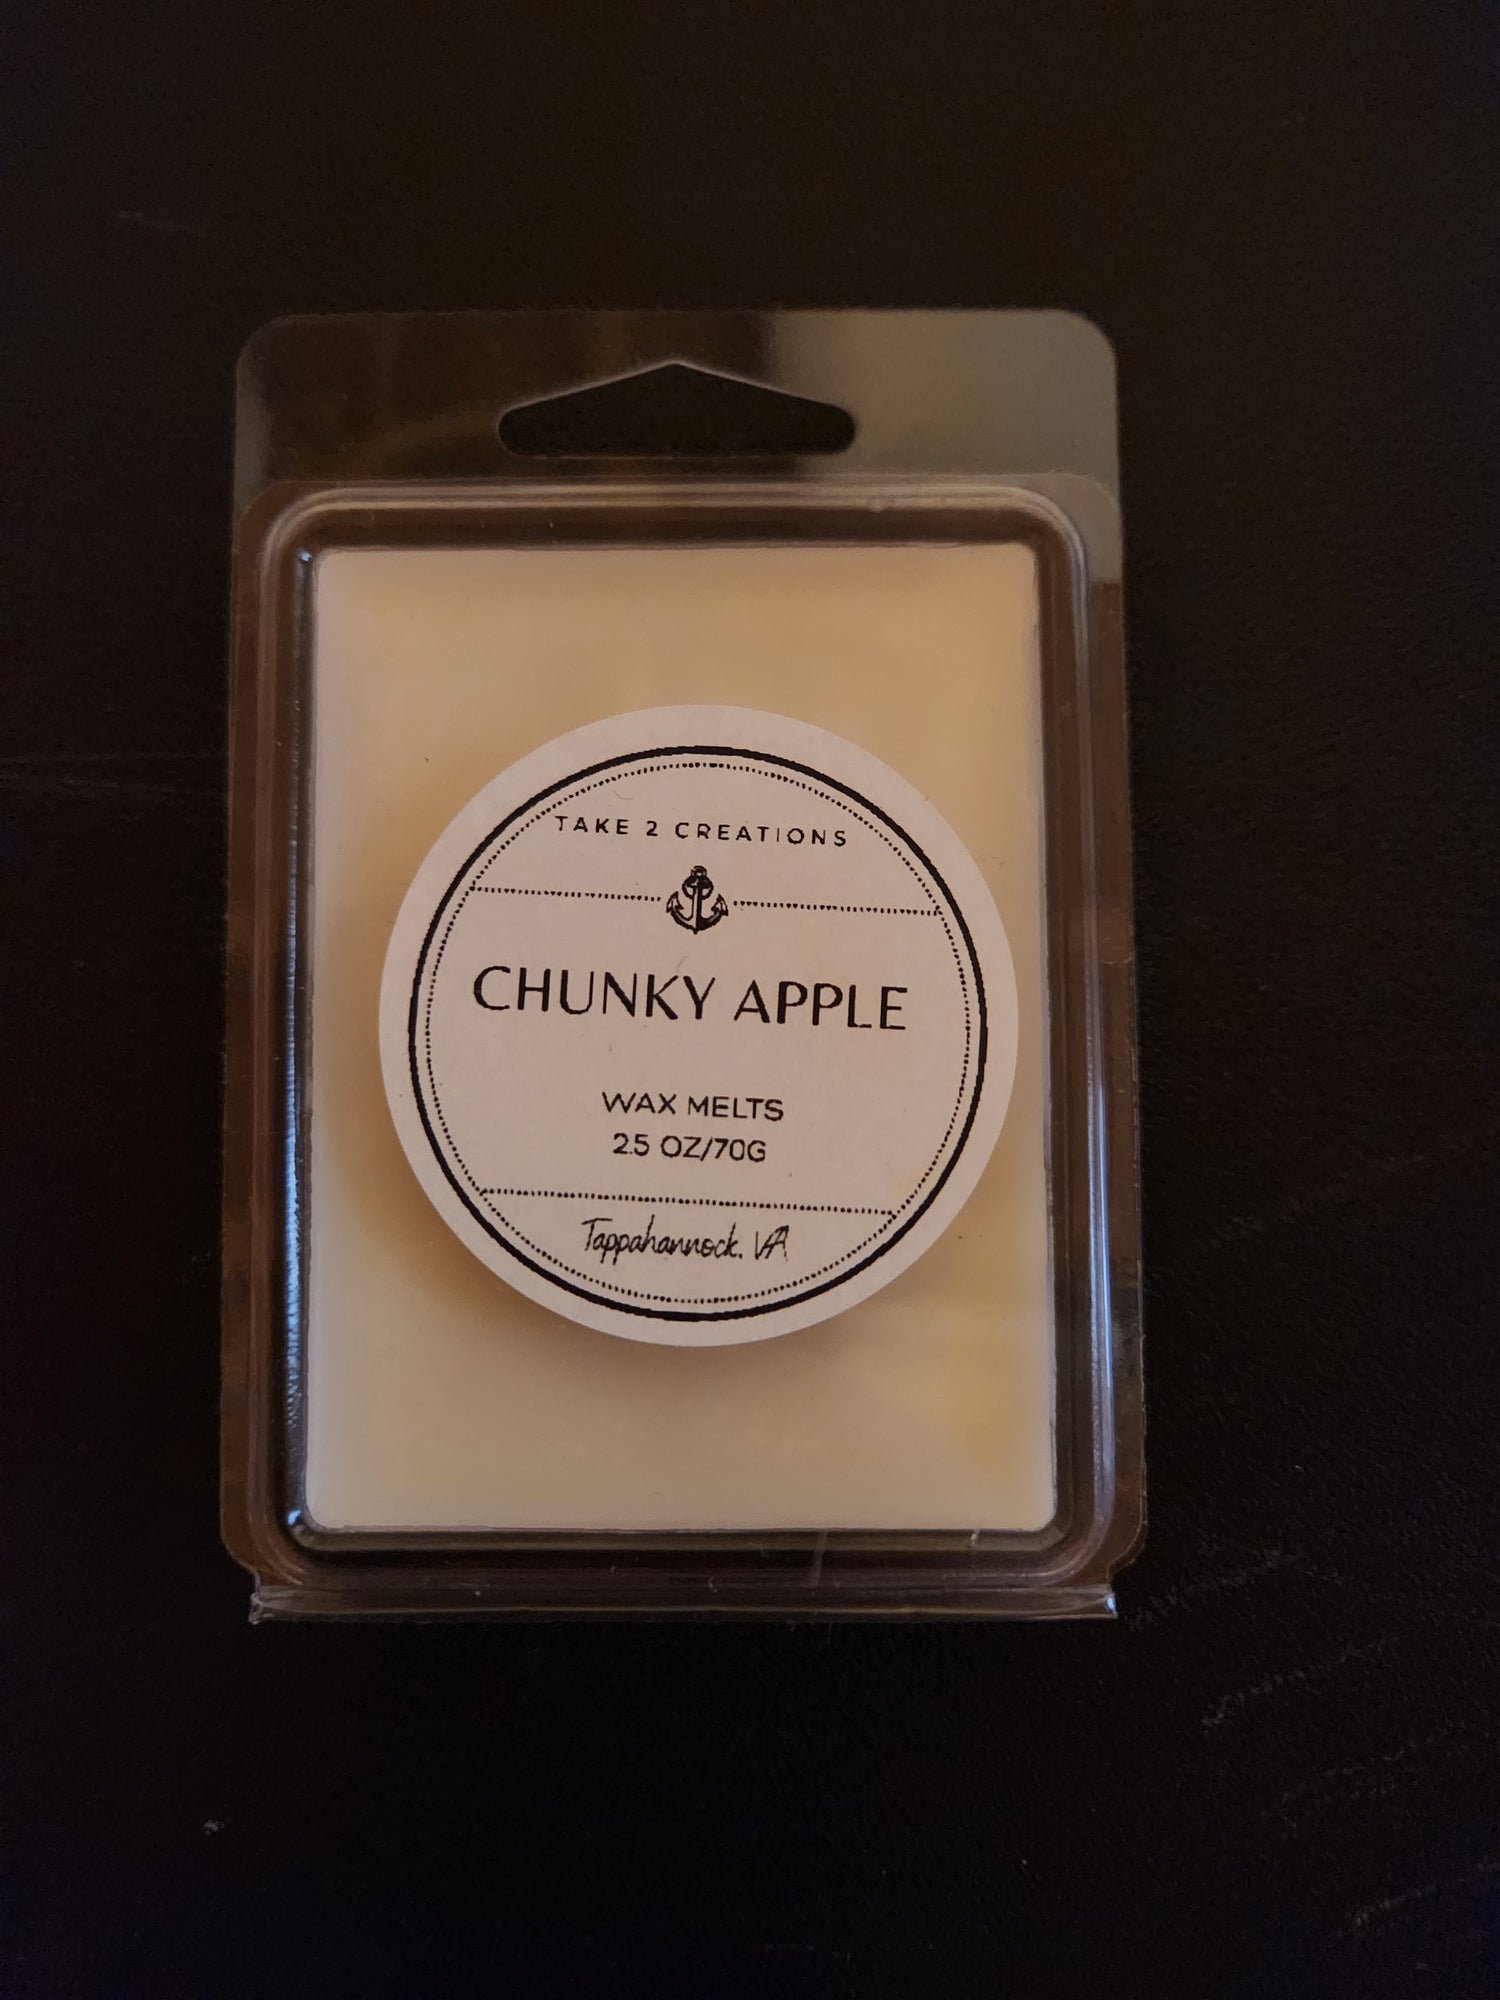 TAKE 2 CREATIONS
CHUNKY APPLE
WAX MELTS
2.5 OZ/70G
Tappahannock, VA